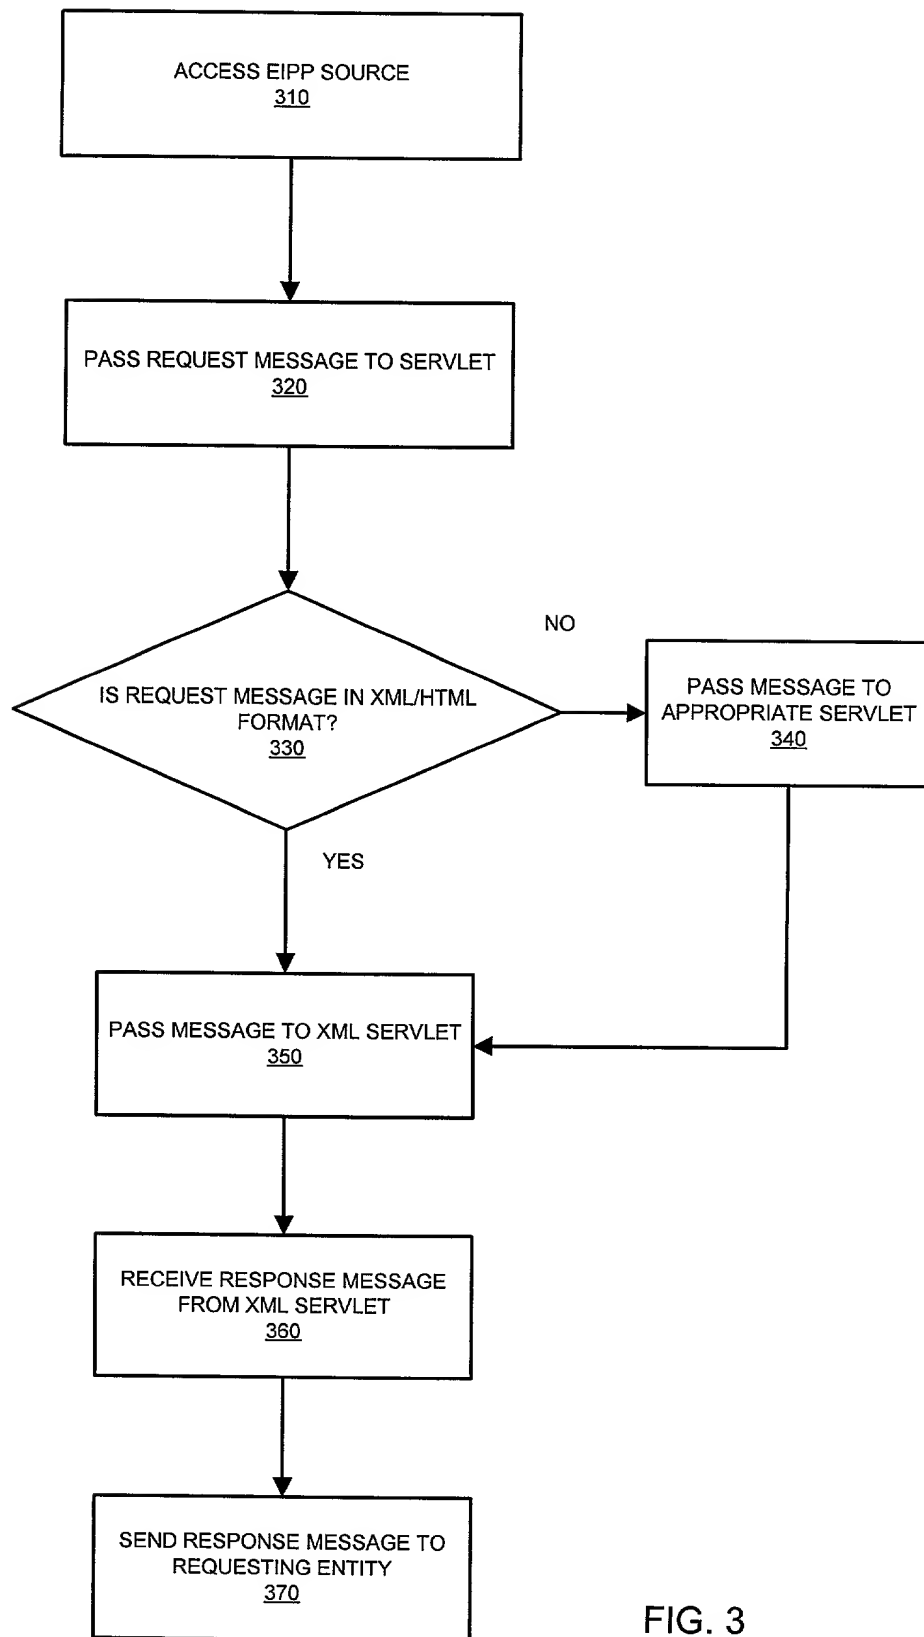 ACCESS EIPP SOURCE
310
PASS REQUEST MESSAGE TO SERVLET
320
IS REQUEST MESSAGE IN XML/HTML
FORMAT?
330
NO
PASS MESSAGE TO
APPROPRIATE SERVLET
340
YES
PASS MESSAGE TO XML SERVLET
350
RECEIVE RESPONSE MESSAGE
FROM XML SERVLET
360
SEND RESPONSE MESSAGE TO
REQUESTING ENTITY
370
FIG. 3